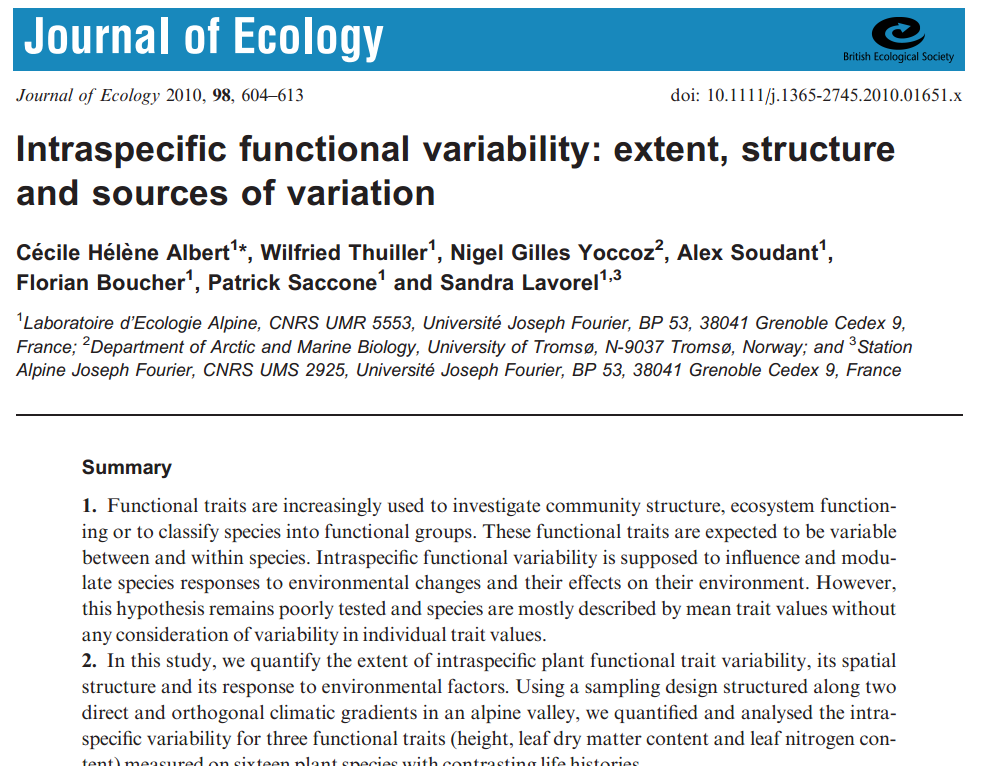 Journal of Ecology
British Ecological Society
Journal of Ecology 2010, 98, 604–613
doi: 10.1111/j.1365-2745.2010.01651.x
Intraspecific functional variability: extent, structure
and sources of variation
Cécile Hélène Albert1*, Wilfried Thuiller1, Nigel Gilles Yoccoz2, Alex Soudant1,
Florian Boucher1, Patrick Saccone1 and Sandra Lavorel1,3
1Laboratoire d’Ecologie Alpine, CNRS UMR 5553, Université Joseph Fourier, BP 53, 38041 Grenoble Cedex 9,
France; 2Department of Arctic and Marine Biology, University of Tromsø, N-9037 Tromsø, Norway; and 3Station
Alpine Joseph Fourier, CNRS UMS 2925, Université Joseph Fourier, BP 53, 38041 Grenoble Cedex 9, France
Summary
1. Functional traits are increasingly used to investigate community structure, ecosystem function-
ing or to classify species into functional groups. These functional traits are expected to be variable
between and within species. Intraspecific functional variability is supposed to influence and modu-
late species responses to environmental changes and their effects on their environment. However,
this hypothesis remains poorly tested and species are mostly described by mean trait values without
any consideration of variability in individual trait values.
2. In this study, we quantify the extent of intraspecific plant functional trait variability, its spatial
structure and its response to environmental factors. Using a sampling design structured along two
direct and orthogonal climatic gradients in an alpine valley, we quantified and analysed the intra-
specific variability for three functional traits (height, leaf dry matter content and leaf nitrogen con-
tent) measured on sixteen plant species with contrasting life histories.